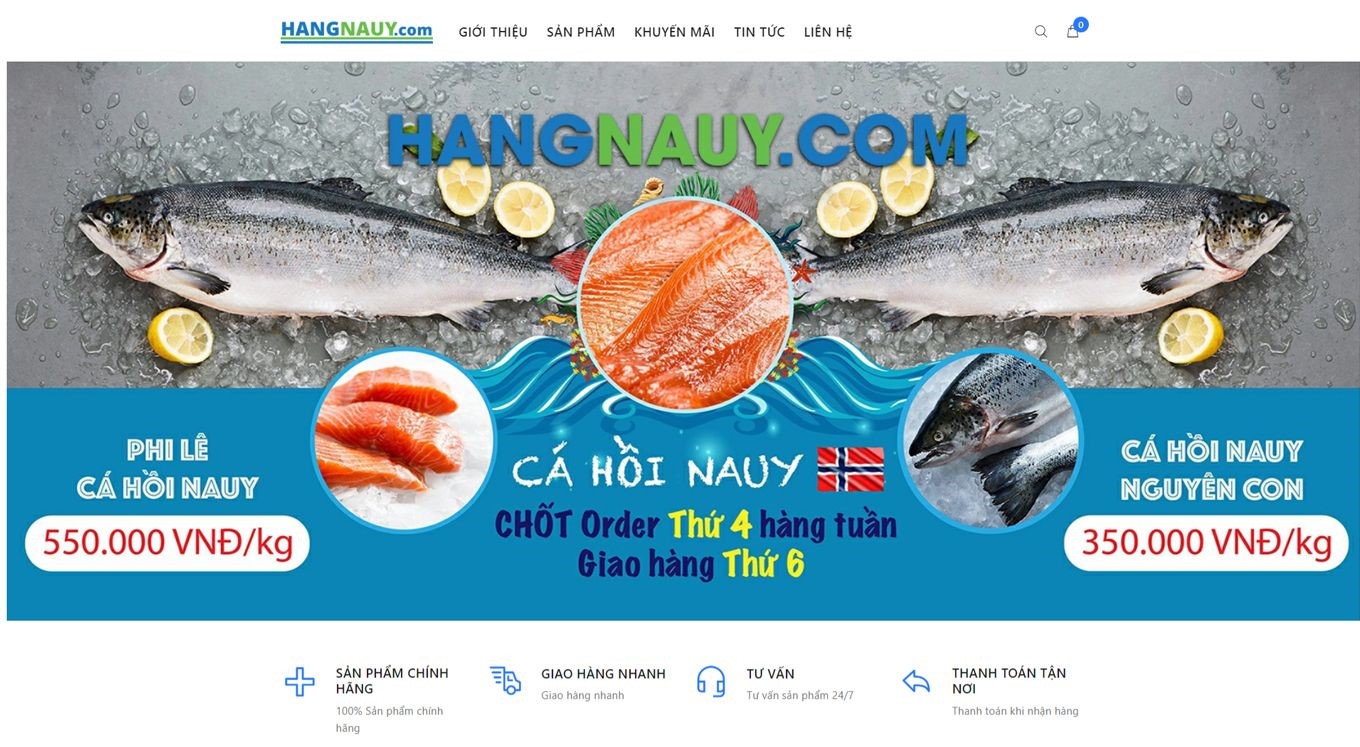 HANGNAUY.com
GIỚI THIỆU
SẢN PHẨM
KHUYẾN MÃI
TIN TỨC
LIÊN HỆ
0
HANGNAUY.COM
PHI LÊ
CÁ HỒI NAUY
550.000 VNĐ/kg
CÁ HỒI NAUY
CHỐT Order Thứ 4 hàng tuần
Giao hàng Thứ 6
CÁ HỒI NAUY
NGUYÊN CON
350.000 VNĐ/kg
SẢN PHẨM CHÍNH
HÃNG
100% Sản phẩm chính
hãng
GIAO HÀNG NHANH
Giao hàng nhanh
TƯ VẤN
Tư vấn sản phẩm 24/7
THANH TOÁN TẬN
NƠI
Thanh toán khi nhận hàng